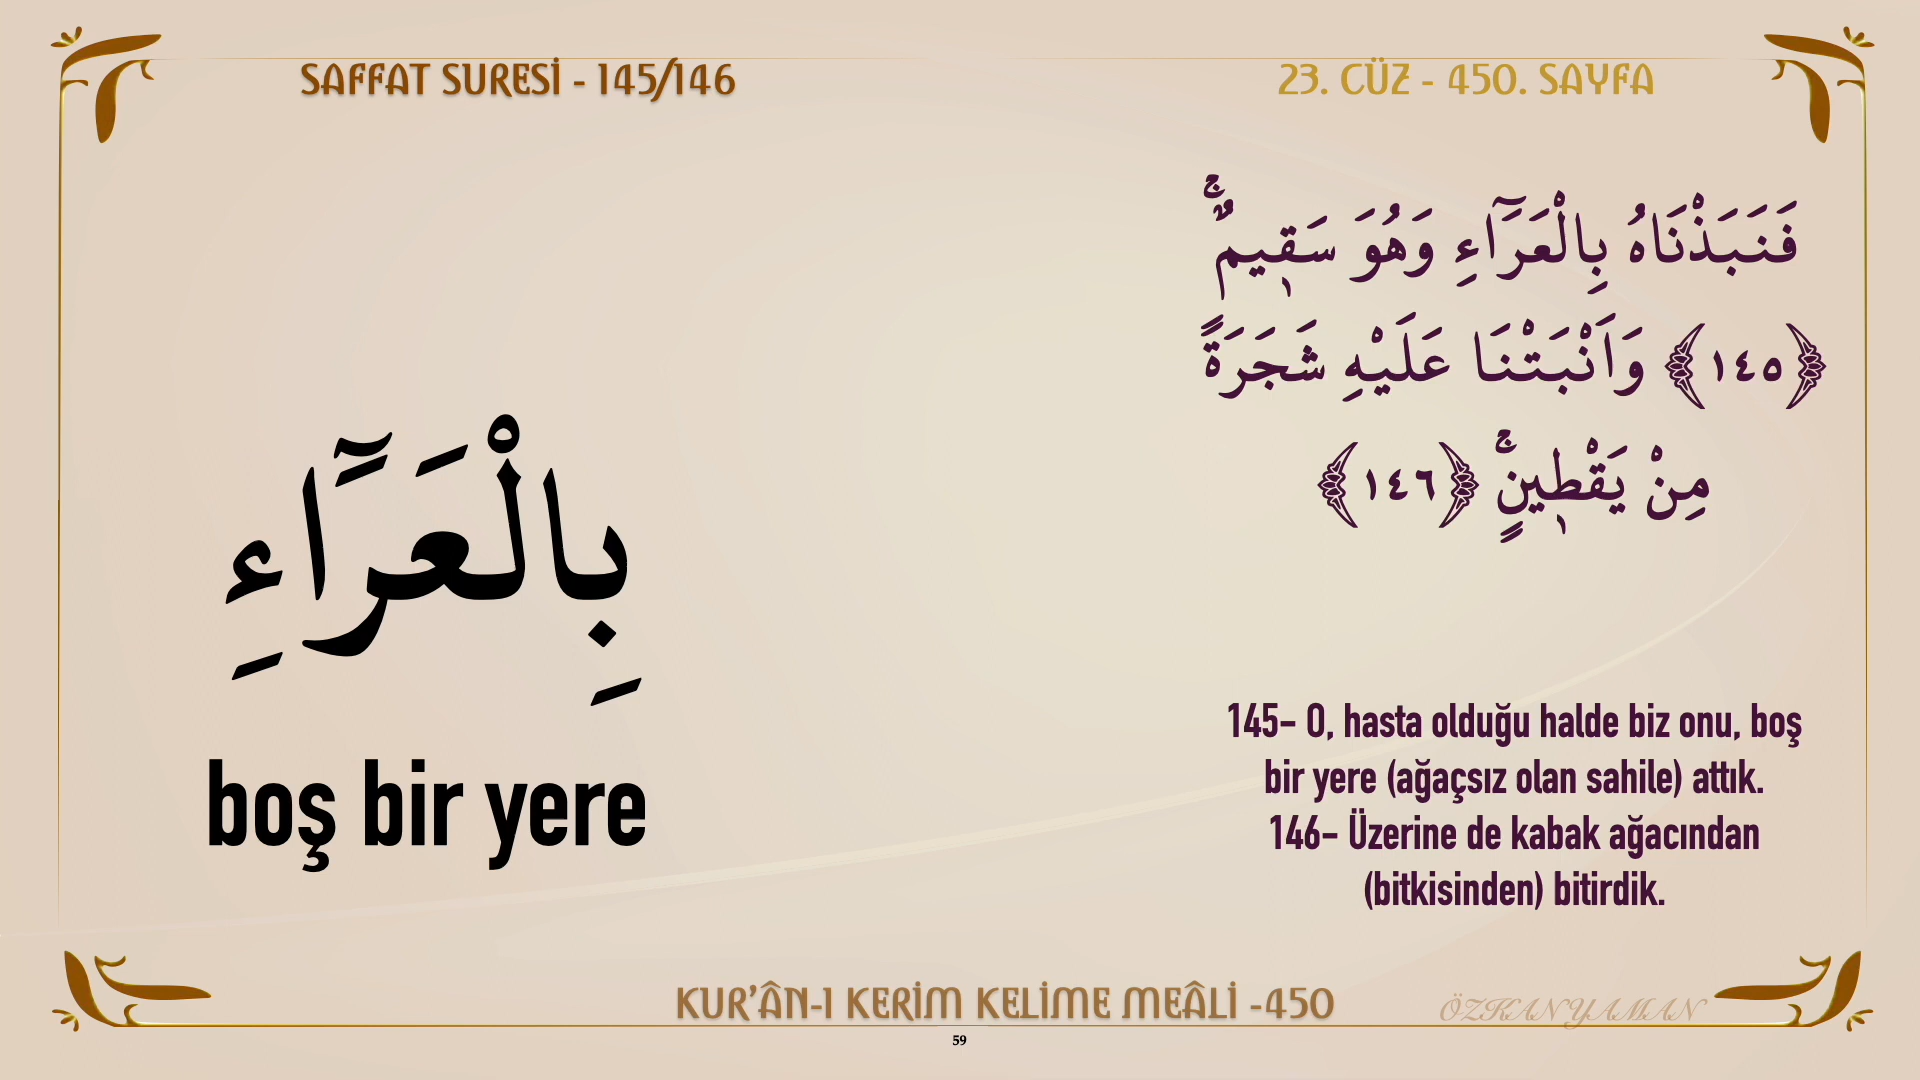 SAFFAT SURESİ - 145/146
23. CÜZ - 450. SAYFA
فَنَبَذْنَاهُ بِالْعَرَٓاءِ وَهُوَ سَقٖيمٌۚ
﴿١٤٥﴾ وَاَنْبَتْنَا عَلَيْهِ شَجَرَةً
مِنْ يَقْطٖينٍۚ ﴿١٤٦﴾
بِالْعَرَٓاءِ
boş bir yere
145- O, hasta olduğu halde biz onu, boş
bir yere (ağaçsız olan sahile) attık.
146- Üzerine de kabak ağacından
(bitkisinden) bitirdik.
KUR'ÂN-I KERİM KELİME MEÂLİ -450
ÖZKAN YAMAN
59